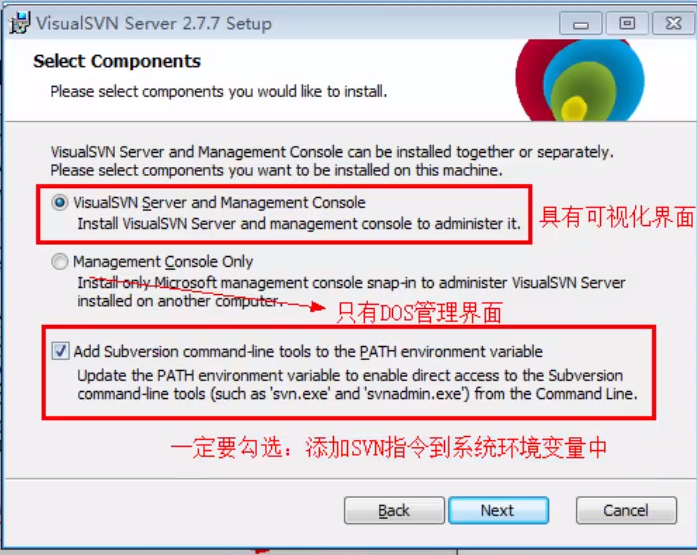 VisualSVN Server 2.7.7 Setup
Select Components
Please select components you would like to install.
VisualSVN Server and Management Console can be installed together or separately.
Please select components you want to be installed on this machine.
VisualSVN Server and Management Console
Install VisualSVN Server and management console to administer it.
具有可视化界面
Management Console Only
Install only Microsoft management console snap-in to administer VisualSVN Server
installed on another computer.
只有DOS管理界面
Add Subversion command-line tools to the PATH environment variable
Update the PATH environment variable to enable direct access to the Subversion
command-line tools (such as 'svn.exe' and 'svnadmin.exe') from the Command Line.
一定要勾选：添加SVN指令到系统环境变量中
Back
Next
Cancel